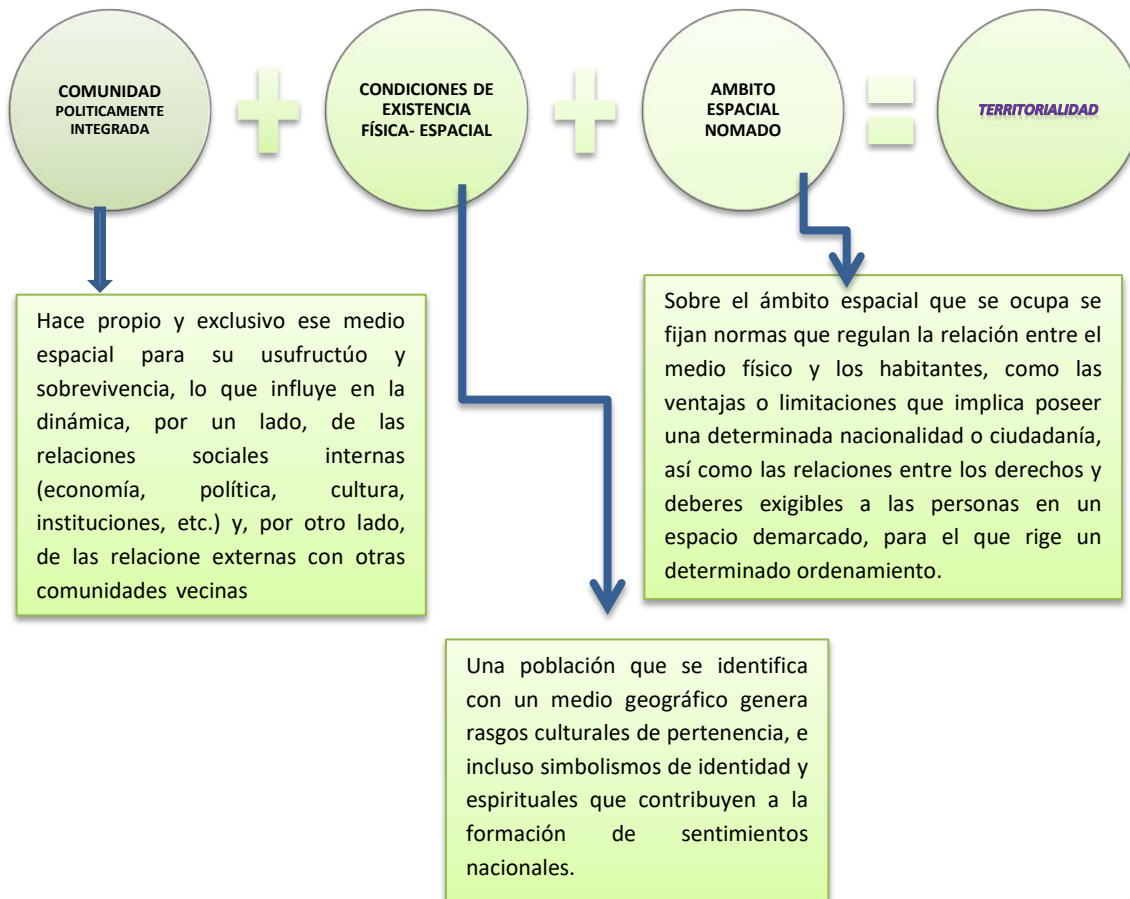 COMUNIDAD
POLITICAMENTE
INTEGRADA
CONDICIONES DE
EXISTENCIA
FÍSICA- ESPACIAL
AMBITO
ESPACIAL
NOMADO
TERRITORIALIDAD
Hace propio y exclusivo ese medio
espacial para su usufructúo y
sobrevivencia, lo que influye en la
dinámica, por un lado, de las
relaciones sociales internas
(economía, política, cultura,
instituciones, etc.) y, por otro lado,
de las relacione externas con otras
comunidades vecinas
Sobre el ámbito espacial que se ocupa se
fijan normas que regulan la relación entre el
medio físico y los habitantes, como las
ventajas o limitaciones que implica poseer
una determinada nacionalidad o ciudadanía,
así como las relaciones entre los derechos y
deberes exigibles a las personas en un
espacio demarcado, para el que rige un
determinado ordenamiento.
Una población que se identifica
con un medio geográfico genera
rasgos culturales de pertenencia, e
incluso simbolismos de identidad y
espirituales que contribuyen a la
formación de sentimientos
nacionales.